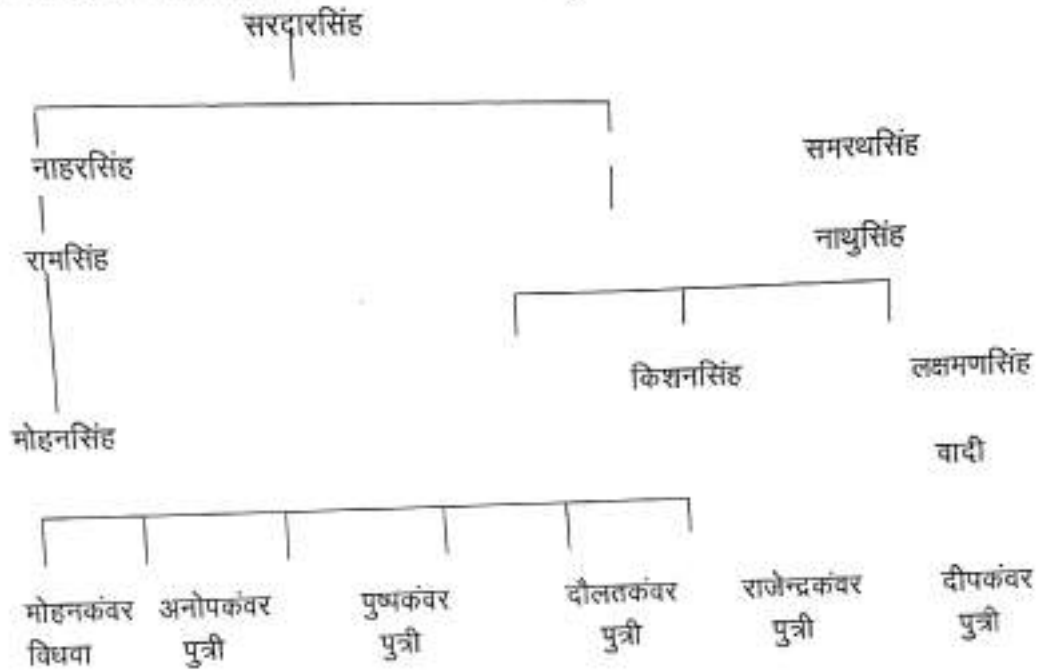 सरदारसिंह
नाहरसिंह समरथसिंह
रामसिंह नाथुसिंह
किशनसिंह लक्षमणसिंह
मोहनसिंह वादी
मोहनकंवर अनोपकंवर पुष्पकंवर दौलतकंवर राजेन्द्रकंवर दीपकंवर
विधवा पुत्री पुत्री पुत्री पुत्री पुत्री